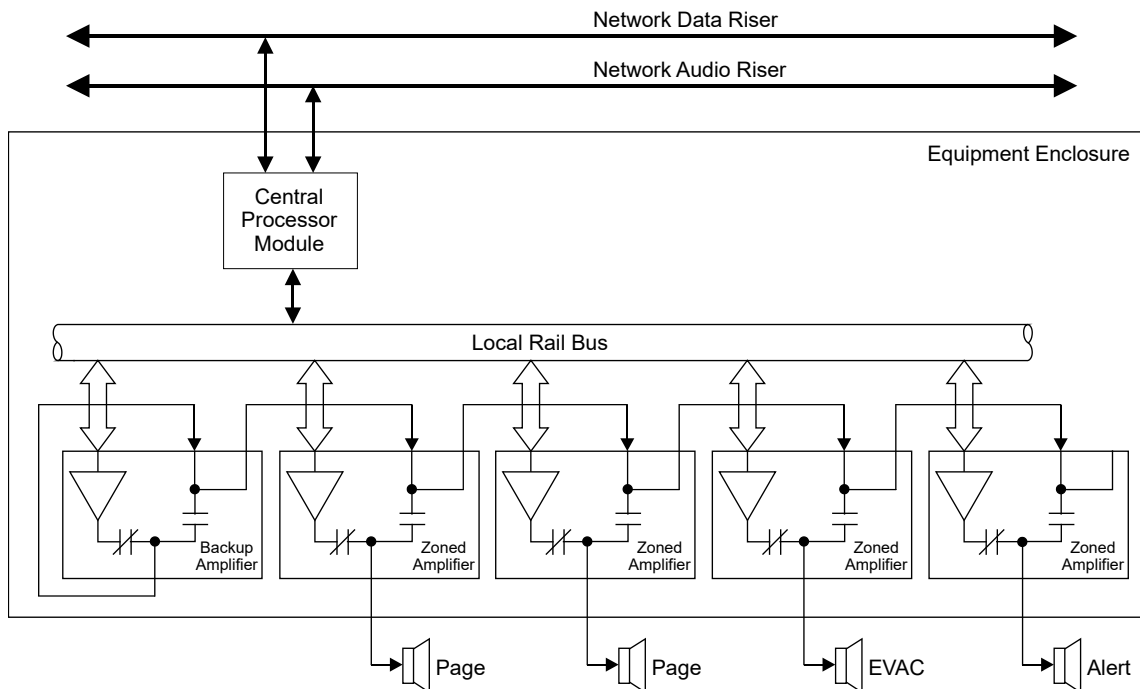 Network Data Riser
Network Audio Riser
Equipment Enclosure
Central
Processor
Module
Local Rail Bus
Backup
Amplifier
Zoned
Amplifier
Zoned
Amplifier
Zoned
Amplifier
Zoned
Amplifier
Page
Page
EVAC
Alert